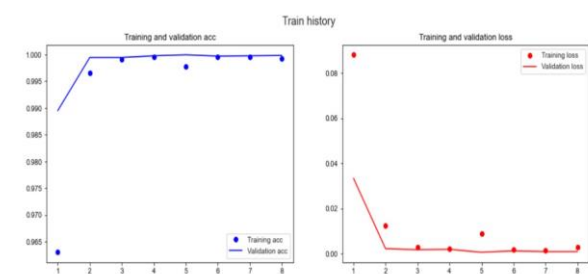 Train history
Training and validation acc
1.000
0.995
0.990
0.985
0.980
0.975
0.970
0.965
Training acc
Validation acc
1 2 3 4 5 6 7 8
Training and validation loss
0.08
0.06
0.04
0.02
0.00
Training loss
Validation loss
1 2 3 4 5 6 7 8